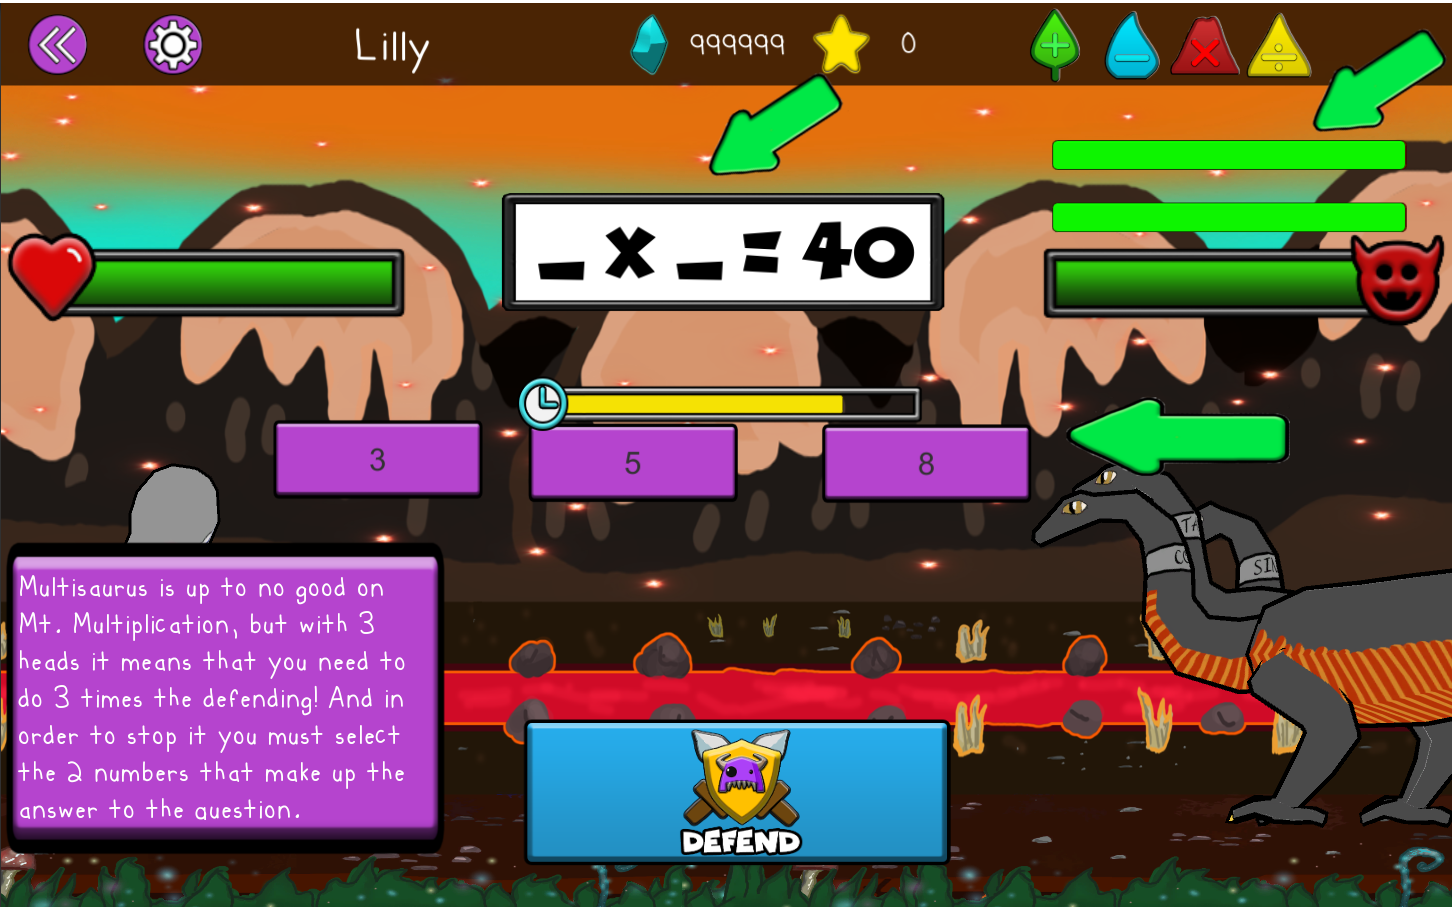 Lilly
999999
0
_ x _ = 40
3
5
8
Multisaurus is up to no good on
Mt. Multiplication, but with 3
heads it means that you need to
do 3 times the defending! And in
order to stop it you must select
the 2 numbers that make up the
answer to the question.
DEFEND